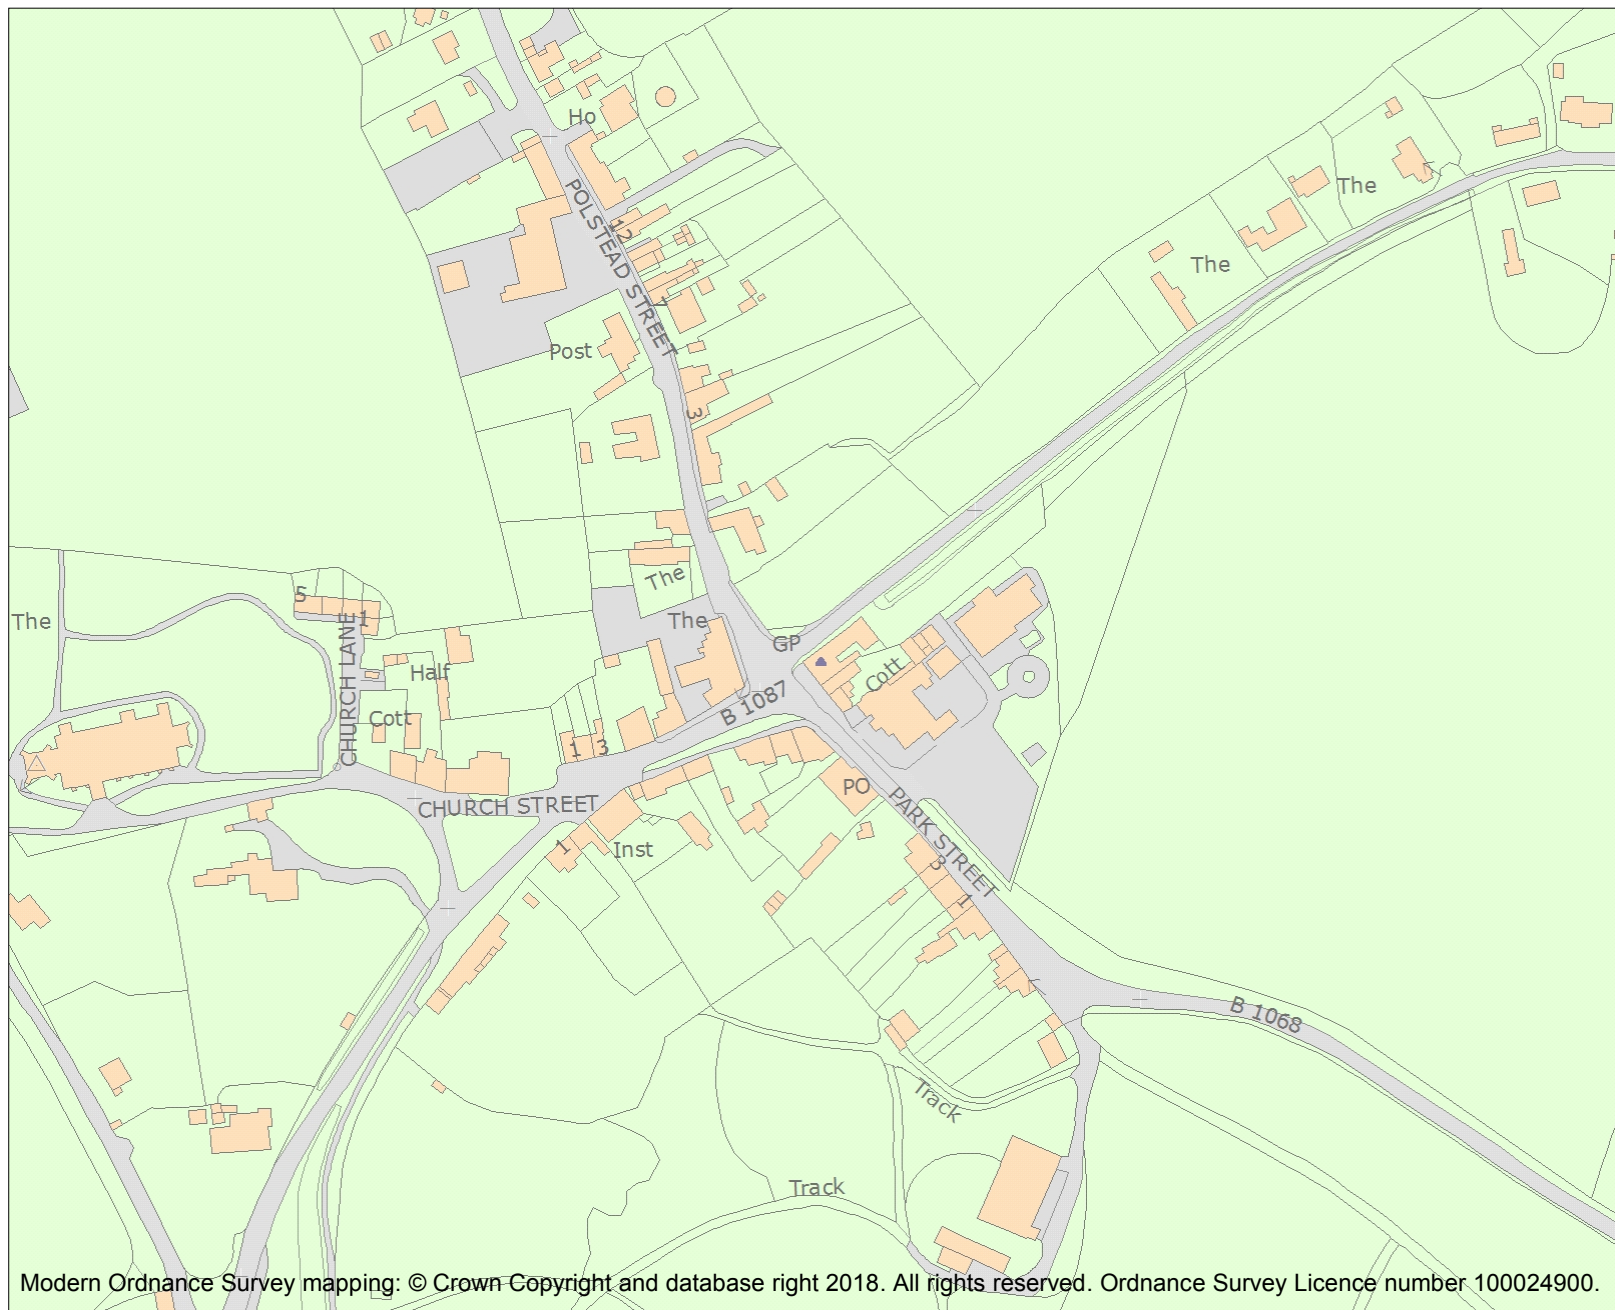 Ho
POLSTEAD STREET
The
12
The
7
Post
3
The
5
1
The
The
GP
CHURCH LANE
Half
Cott
Cott
B 1087
1 3
PO
CHURCH STREET
PARK STREET
1
Inst
3
1
B 1068
Track
Track
Modern Ordnance Survey mapping: © Crown Copyright and database right 2018. All rights reserved. Ordnance Survey Licence number 100024900.